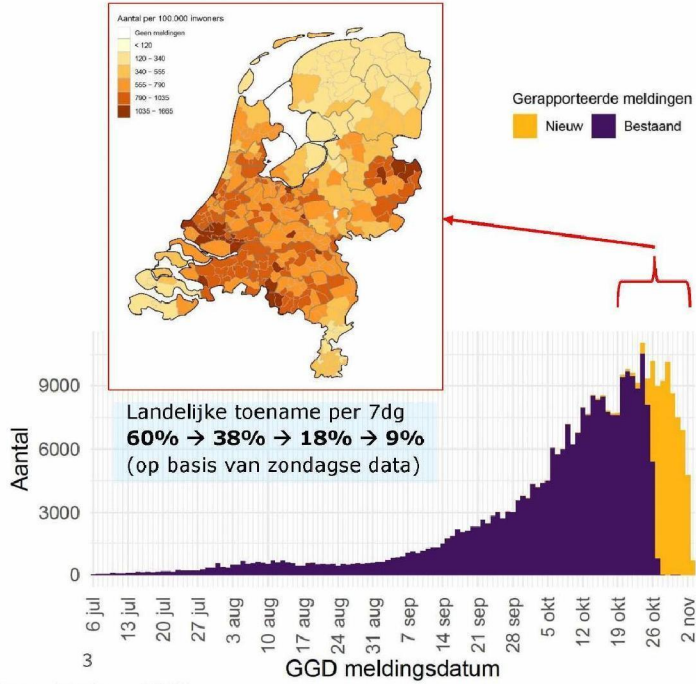 Aantal per 100.000 inwoners
Geen meldingen
< 120
120 – 340
340 – 555
555 – 790
790 – 1035
1035 – 1665
Gerapporteerde meldingen
Nieuw
Bestaand
Landelijke toename per 7dg
60% → 38% → 18% → 9%
(op basis van zondagse data)
Aantal
9000
6000
3000
0
6 jul
13 jul
20 jul
27 jul
3 aug
10 aug
17 aug
24 aug
31 aug
7 sep
14 sep
21 sep
28 sep
5 okt
12 okt
19 okt
26 okt
2 nov
GGD meldingsdatum
3